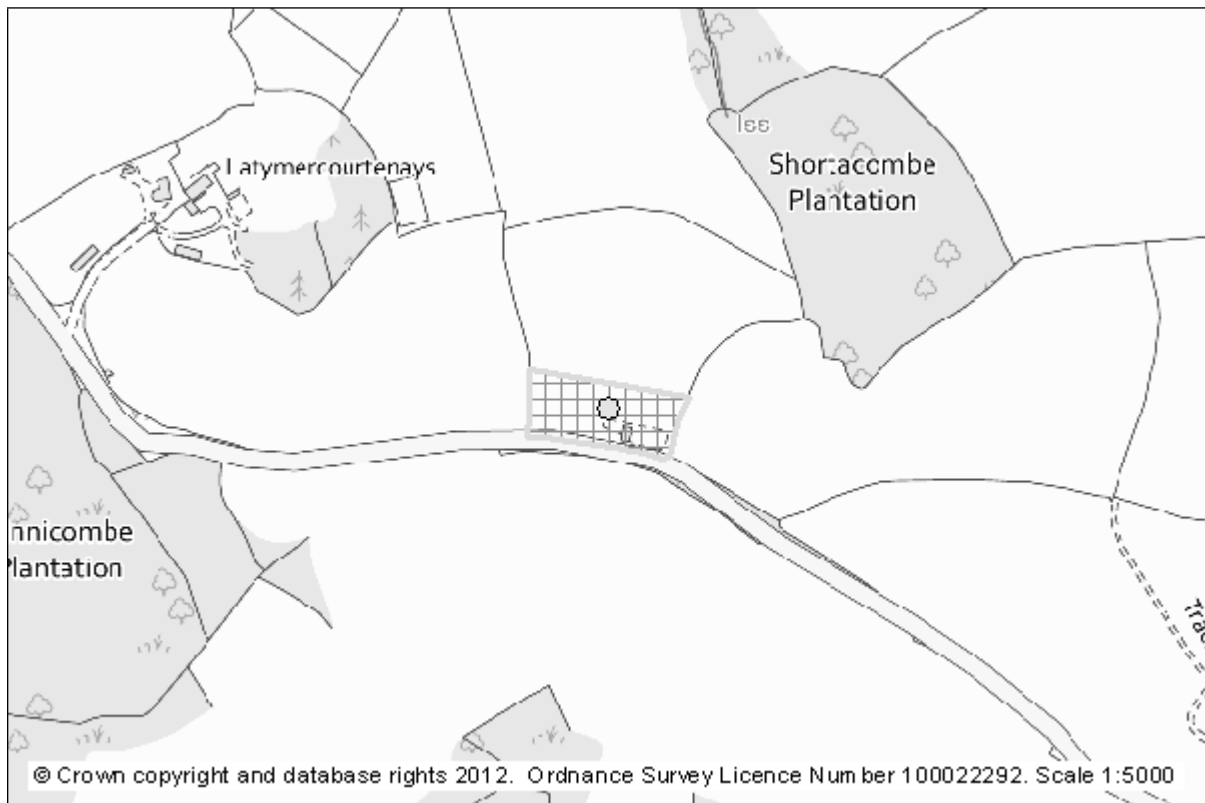 Iss
Latymercourtenays
Shortacombe
Plantation
nnicombe
Plantation
Trac
© Crown copyright and database rights 2012. Ordnance Survey Licence Number 100022292. Scale 1:5000